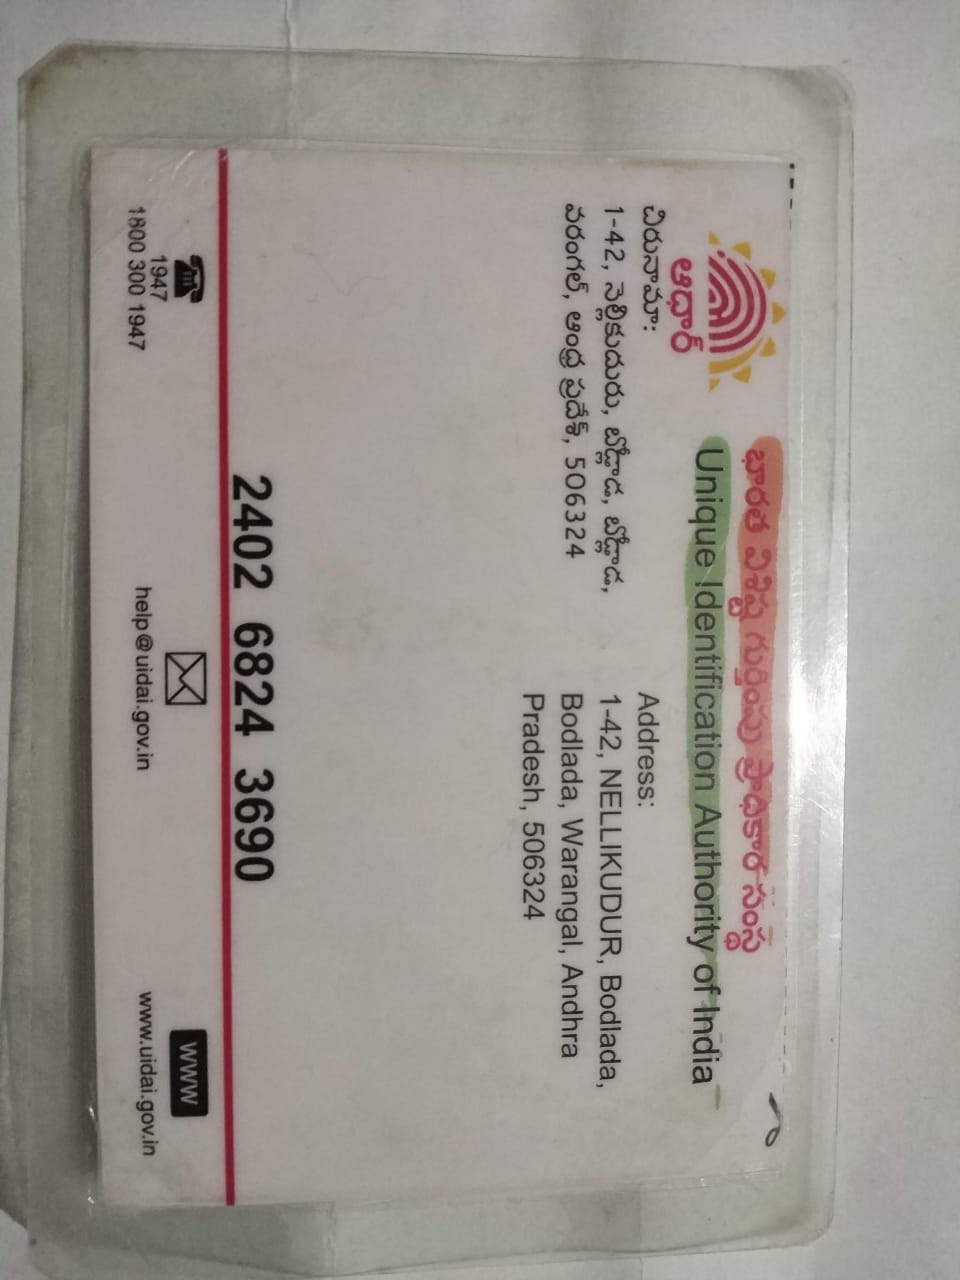 ఆధార్
భారత విశిష్ట గుర్తింపు ప్రాధికార సంస్థ
Unique Identification Authority of India
చిరునామా:
1-42, నెల్లికుదురు, బొడ్లాడ, బొడ్లాడ,
వరంగల్, ఆంధ్ర ప్రదేశ్, 506324
Address:
1-42, NELLIKUDUR, Bodlada,
Bodlada, Warangal, Andhra
Pradesh, 506324
2402 6824 3690
1947
1800 300 1947
help@uidai.gov.in
WWW
www.uidai.gov.in